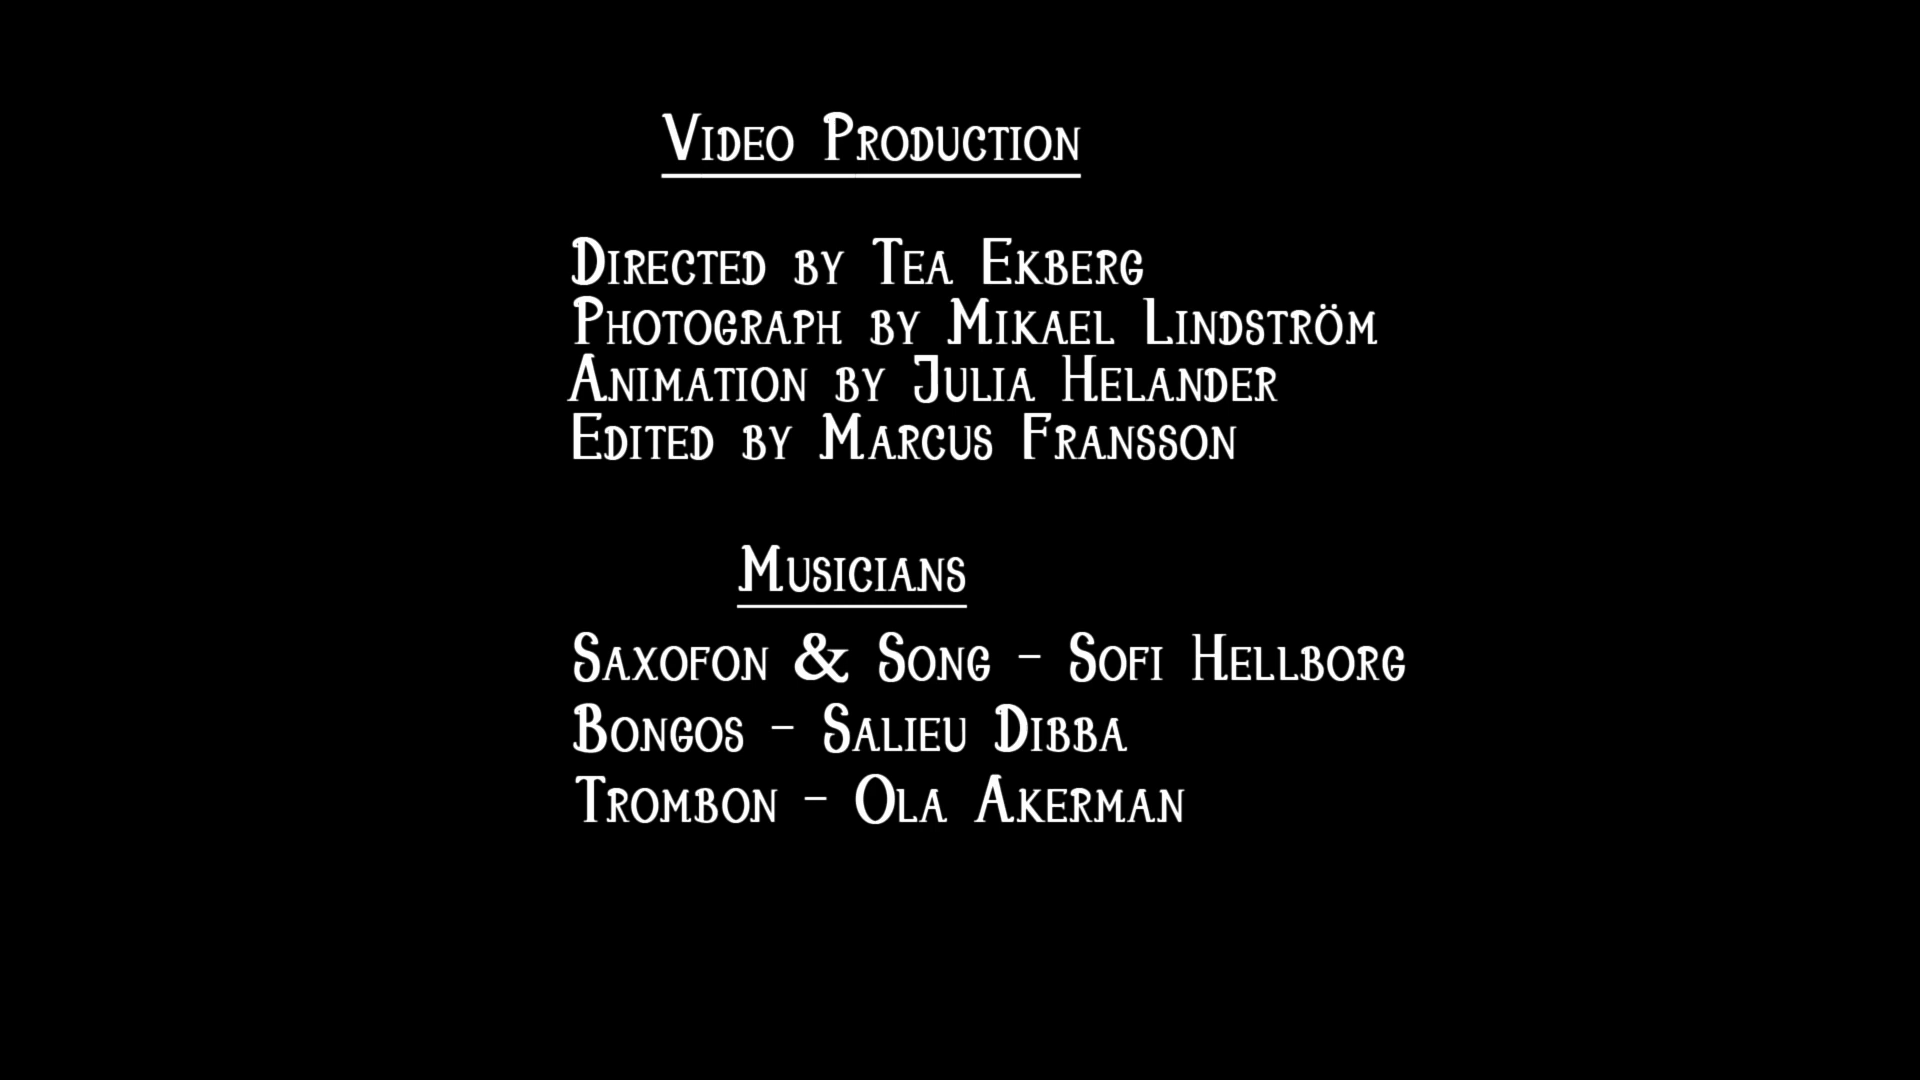 Video Production
Directed by Tea Ekberg
Photograph by Mikael Lindström
Animation by Julia Helander
Edited by Marcus Fransson
Musicians
Saxofon & Song - Sofi Hellborg
Bongos - Salieu Dibba
Trombon - Ola Akerman